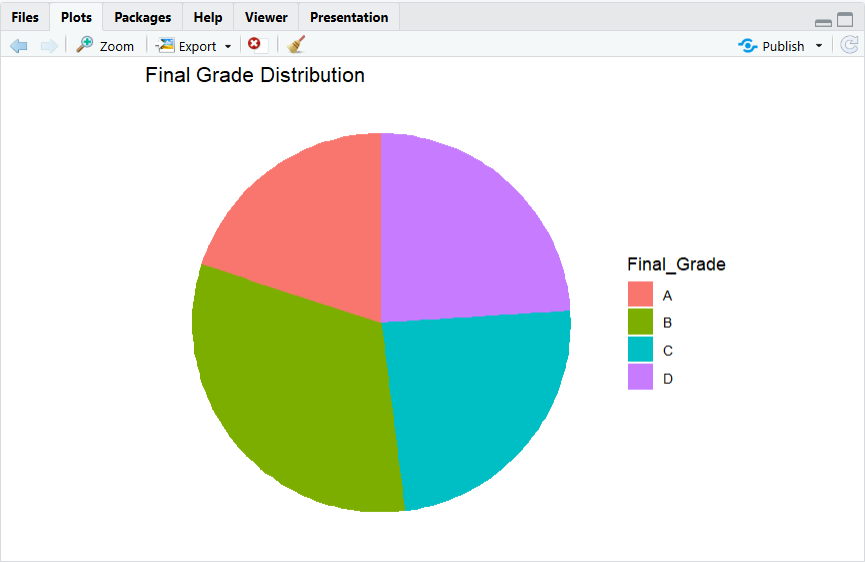 Files Plots Packages Help Viewer Presentation
Zoom Export Publish
Final Grade Distribution
Final_Grade
A
B
C
D